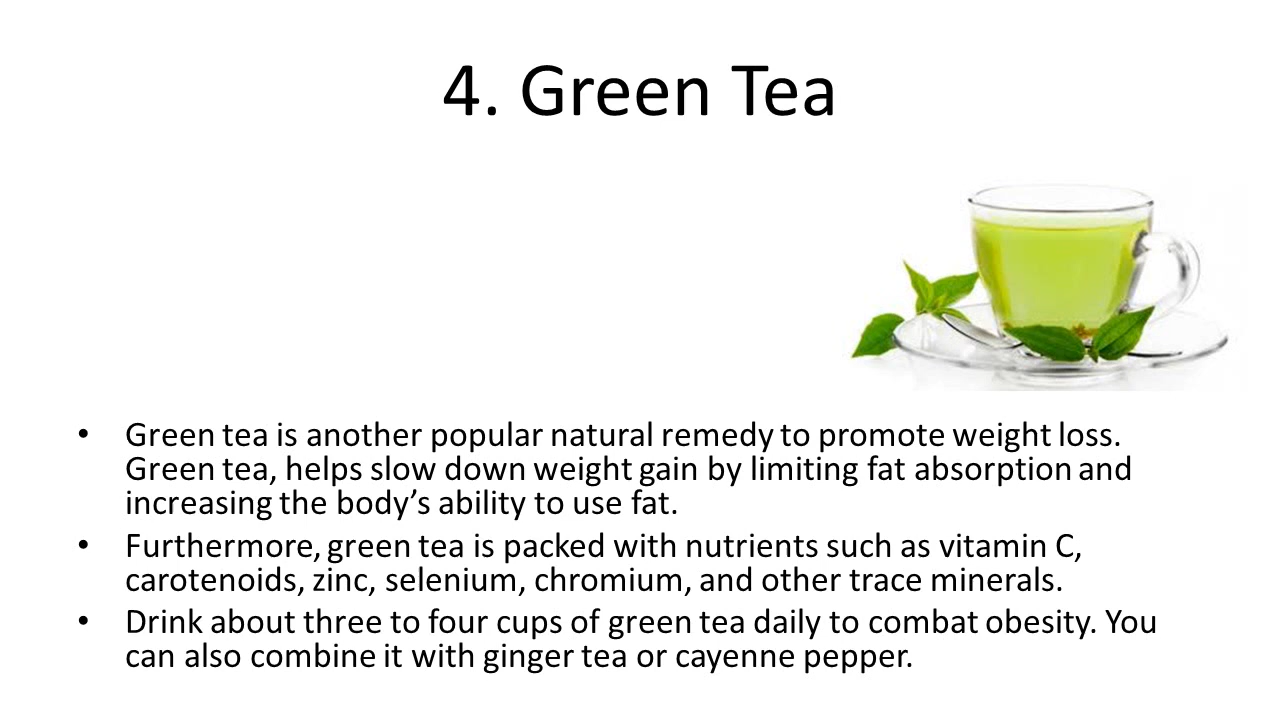 4. Green Tea
• Green tea is another popular natural remedy to promote weight loss.
Green tea, helps slow down weight gain by limiting fat absorption and
increasing the body’s ability to use fat.
• Furthermore, green tea is packed with nutrients such as vitamin C,
carotenoids, zinc, selenium, chromium, and other trace minerals.
• Drink about three to four cups of green tea daily to combat obesity. You
can also combine it with ginger tea or cayenne pepper.